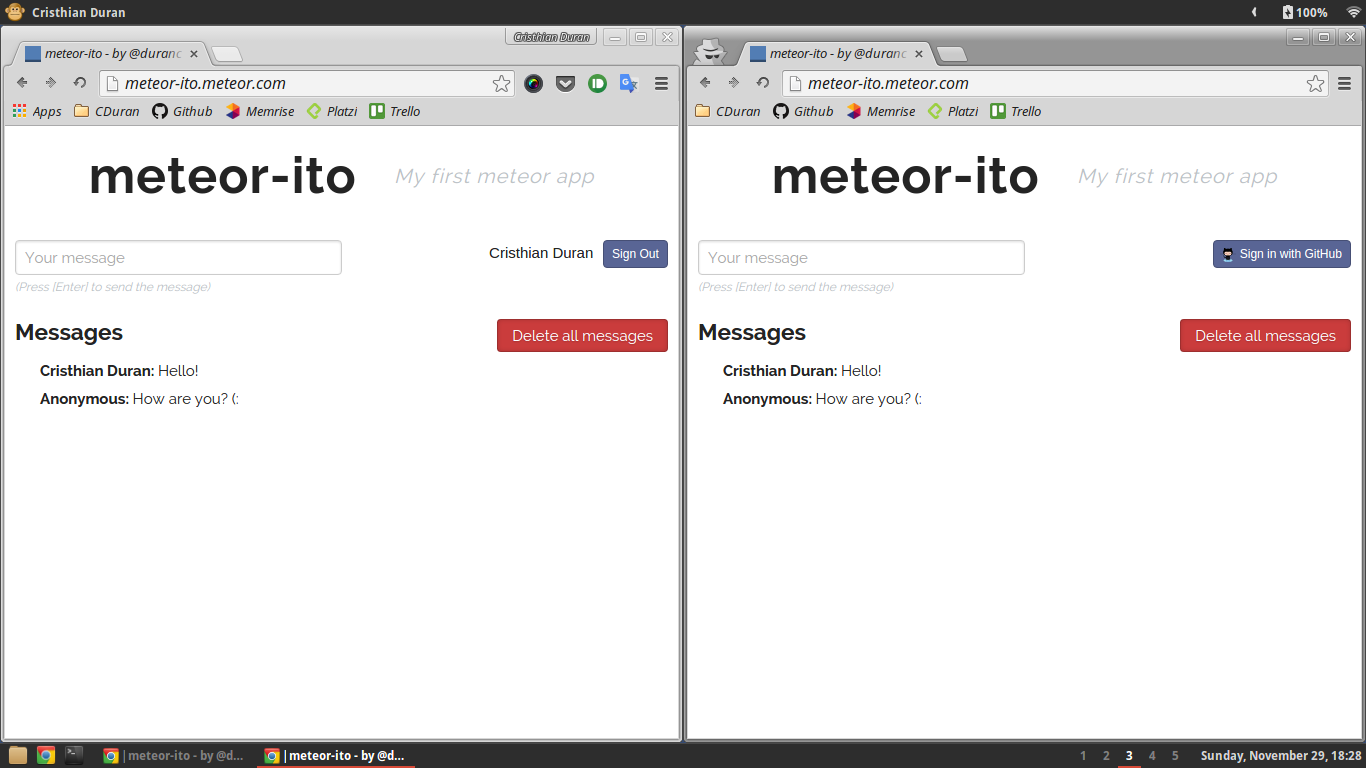 Cristhian Duran
100%
Cristhian Duran
meteor-ito - by @duranc
meteor-ito.meteor.com
Apps CDuran Github Memrise Platzi Trello
meteor-ito My first meteor app
Your message
Cristhian Duran Sign Out
(Press [Enter] to send the message)
Messages
Delete all messages
Cristhian Duran: Hello!
Anonymous: How are you? (:
meteor-ito - by @duranc
meteor-ito.meteor.com
CDuran Github Memrise Platzi Trello
meteor-ito My first meteor app
Your message
Sign in with GitHub
(Press [Enter] to send the message)
Messages
Delete all messages
Cristhian Duran: Hello!
Anonymous: How are you? (:
| meteor-ito - by @d... | meteor-ito - by @d... 1 2 3 4 5 Sunday, November 29, 18:28